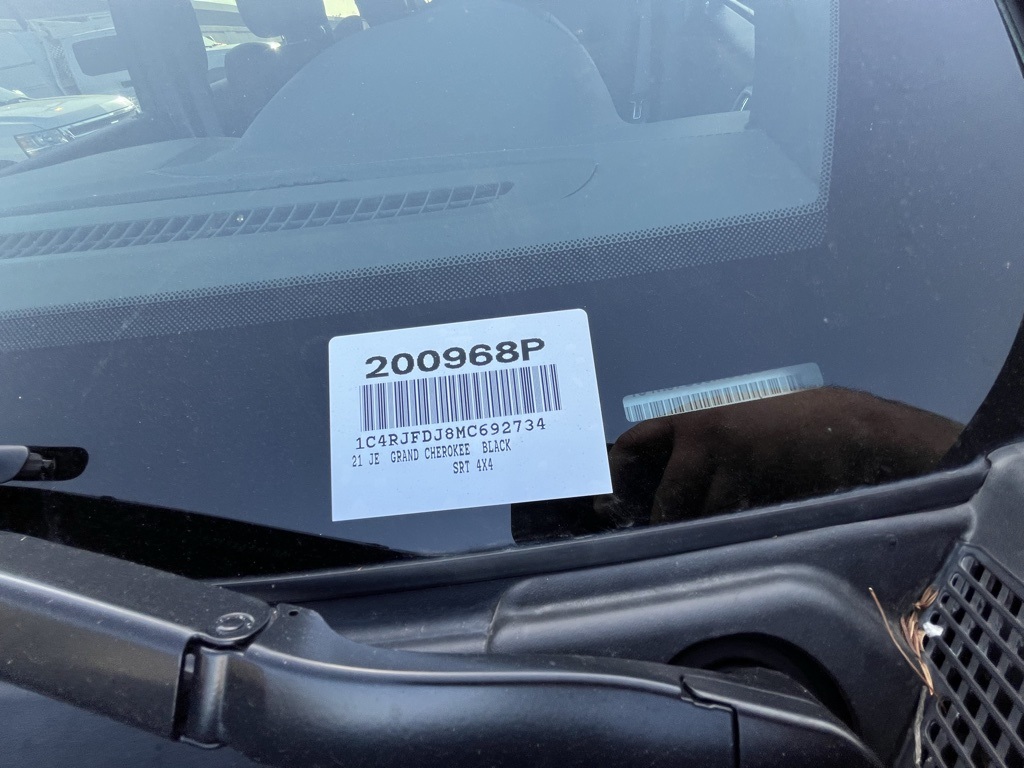 200968P
1C4RJFDJ8MC692734
21 JE GRAND CHEROKEE BLACK
SRT 4X4